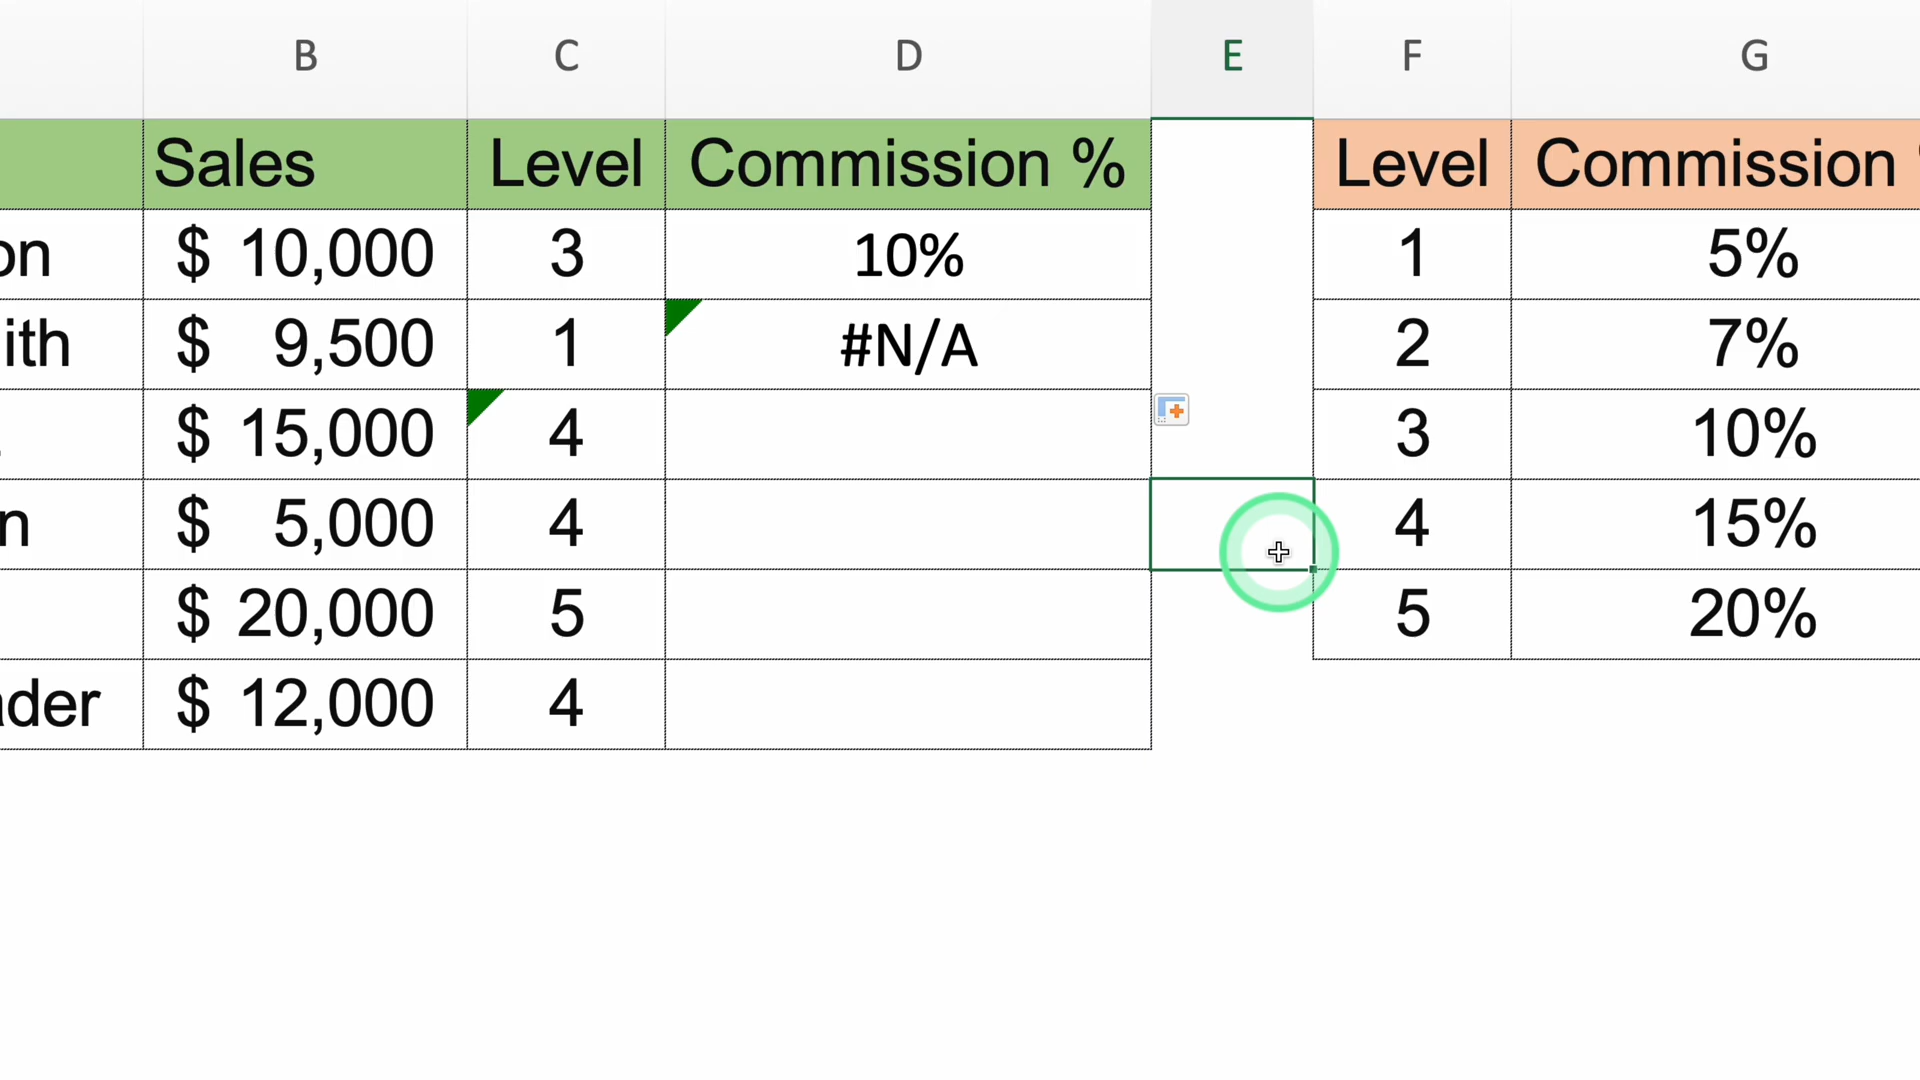 B C D E F G
Sales Level Commission % Level Commission
on $ 10,000 3 10% 1 5%
ith $ 9,500 1 #N/A 2 7%
$ 15,000 4 3 10%
n $ 5,000 4 4 15%
$ 20,000 5 5 20%
ader $ 12,000 4